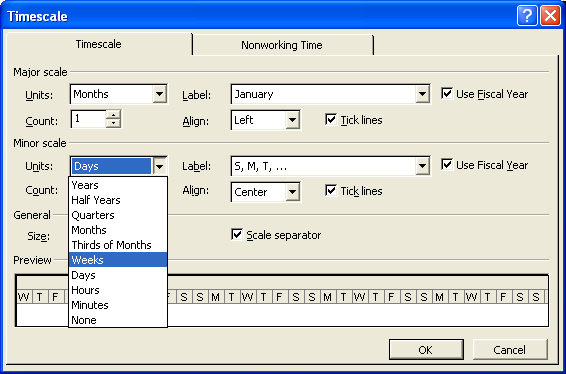 Timescale
Timescale Nonworking Time
Major scale
Units: Months Label: January Use Fiscal Year
Count: 1 Align: Left Tick lines
Minor scale
Units: Days Label: S, M, T, ... Use Fiscal Year
Count: Align: Center Tick lines
Years
Half Years
Quarters
Months
Thirds of Months
Weeks
Days
Hours
Minutes
None
General
Size: Scale separator
Preview
W T F S F S S M T W T F S S M T W T F S S
OK Cancel